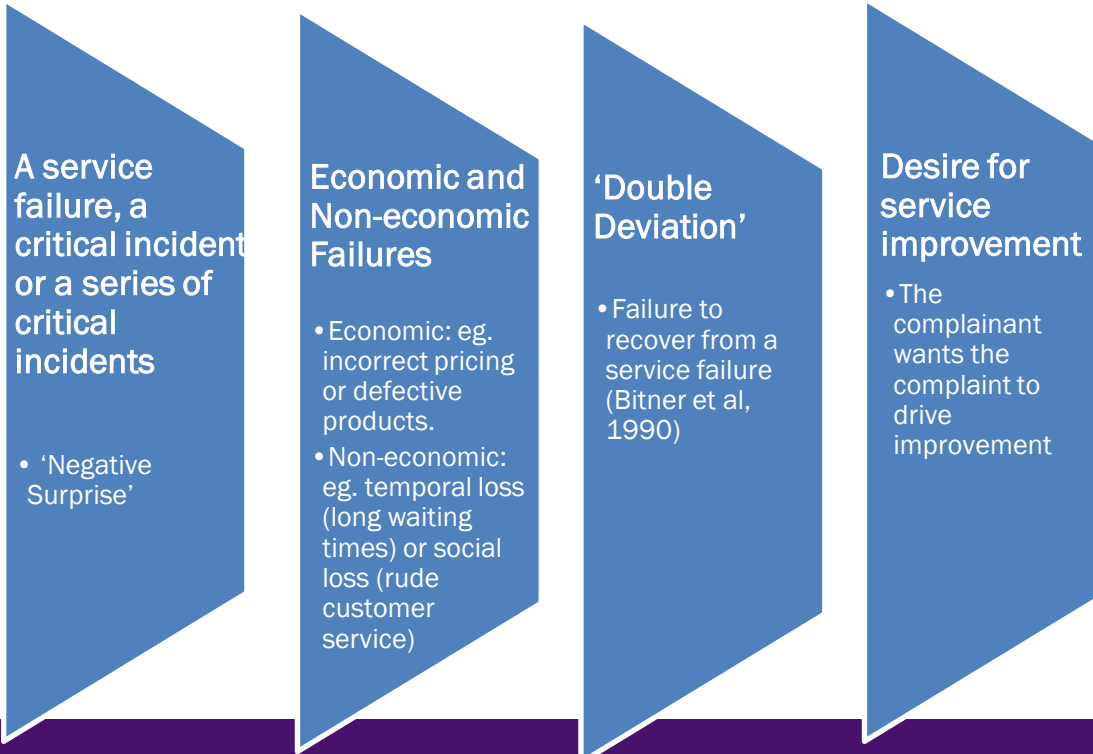 A service
failure, a
critical incident
or a series of
critical
incidents
• ‘Negative
Surprise’
Economic and
Non-economic
Failures
•Economic: eg.
incorrect pricing
or defective
products.
•Non-economic:
eg. temporal loss
(long waiting
times) or social
loss (rude
customer
service)
‘Double
Deviation’
•Failure to
recover from a
service failure
(Bitner et al,
1990)
Desire for
service
improvement
•The
complainant
wants the
complaint to
drive
improvement